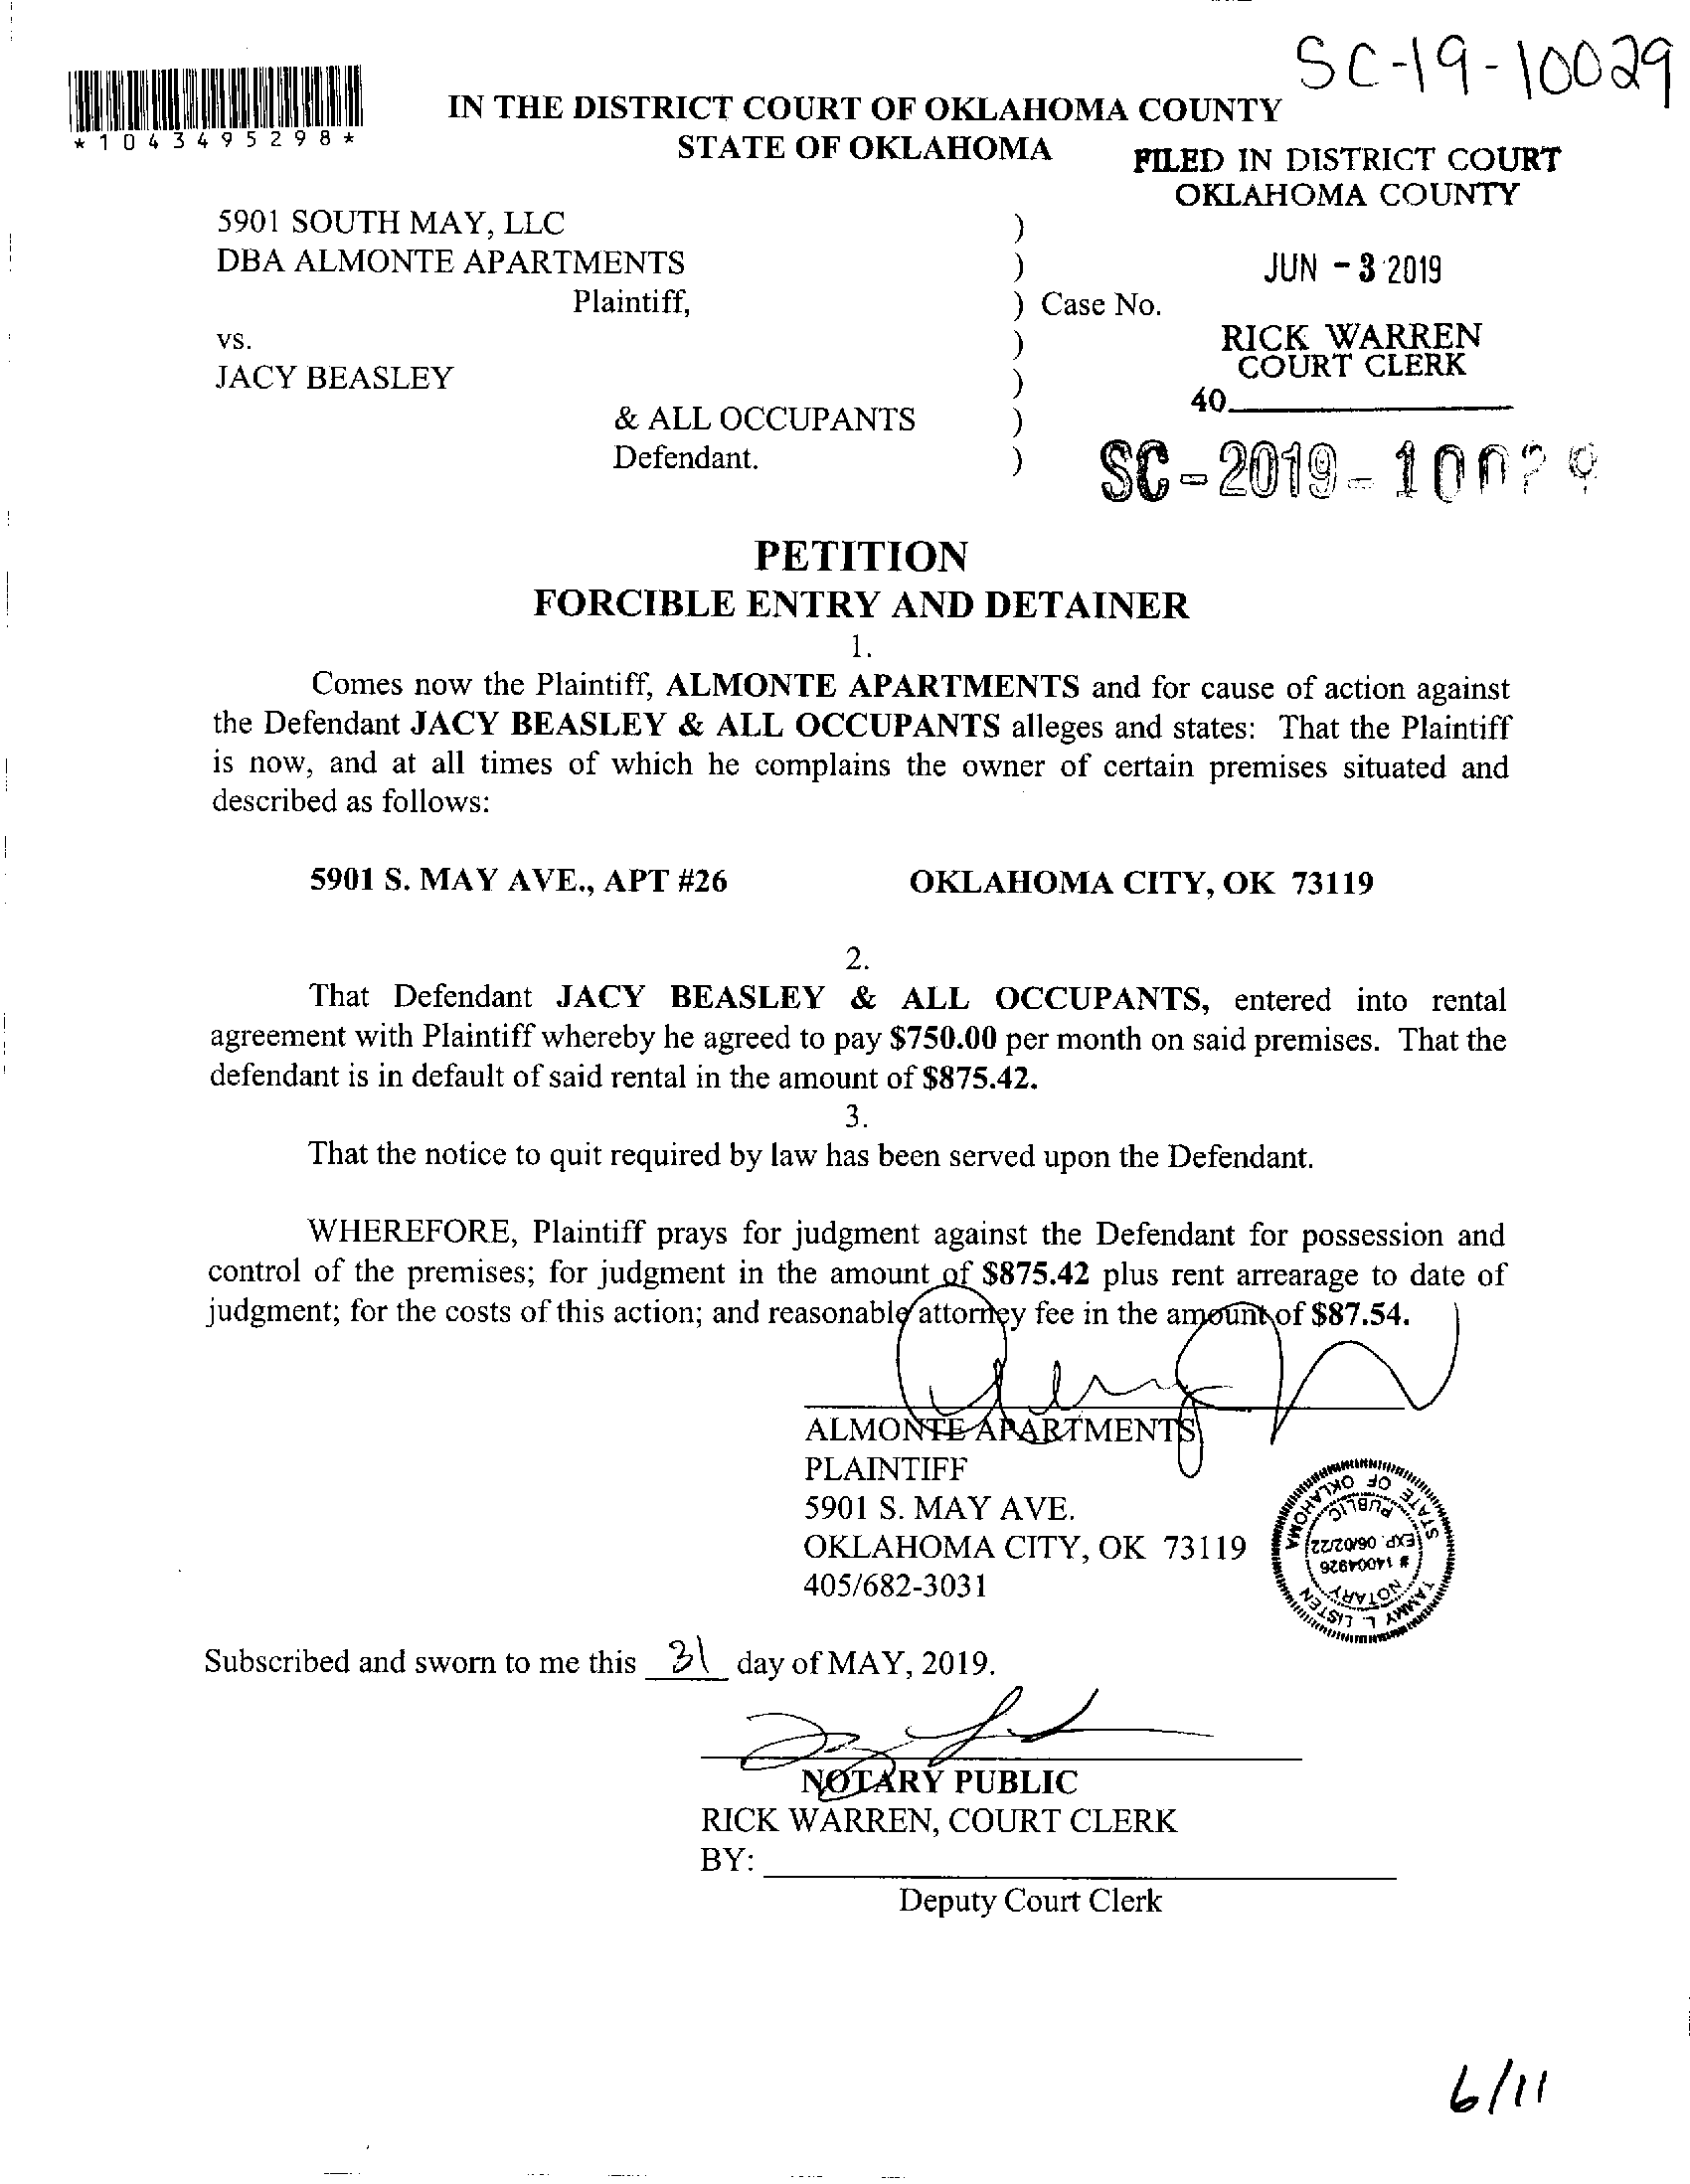 SC-19-10029
*1043495298*
IN THE DISTRICT COURT OF OKLAHOMA COUNTY
STATE OF OKLAHOMA
FILED IN DISTRICT COURT
OKLAHOMA COUNTY
5901 SOUTH MAY, LLC )
DBA ALMONTE APARTMENTS )
JUN - 3 2019
Plaintiff, ) Case No.
vs. )
RICK WARREN
COURT CLERK
JACY BEASLEY )
40
& ALL OCCUPANTS )
Defendant. )
SC-2019-10029
PETITION
FORCIBLE ENTRY AND DETAINER
1.
Comes now the Plaintiff, ALMONTE APARTMENTS and for cause of action against
the Defendant JACY BEASLEY & ALL OCCUPANTS alleges and states: That the Plaintiff
is now, and at all times of which he complains the owner of certain premises situated and
described as follows:
5901 S. MAY AVE., APT #26 OKLAHOMA CITY, OK 73119
2.
That Defendant JACY BEASLEY & ALL OCCUPANTS, entered into rental
agreement with Plaintiff whereby he agreed to pay $750.00 per month on said premises. That the
defendant is in default of said rental in the amount of $875.42.
3.
That the notice to quit required by law has been served upon the Defendant.
WHEREFORE, Plaintiff prays for judgment against the Defendant for possession and
control of the premises; for judgment in the amount of $875.42 plus rent arrearage to date of
judgment; for the costs of this action; and reasonable attorney fee in the amount of $87.54.
ALMONTE APARTMENTS
PLAINTIFF
5901 S. MAY AVE.
OKLAHOMA CITY, OK 73119
405/682-3031
TAMMY L. LISTEN
NOTARY
# 14004926
EXP. 06/02/22
PUBLIC
STATE OF OKLAHOMA
Subscribed and sworn to me this 31 day of MAY, 2019.
NOTARY PUBLIC
RICK WARREN, COURT CLERK
BY:
Deputy Court Clerk
6/11